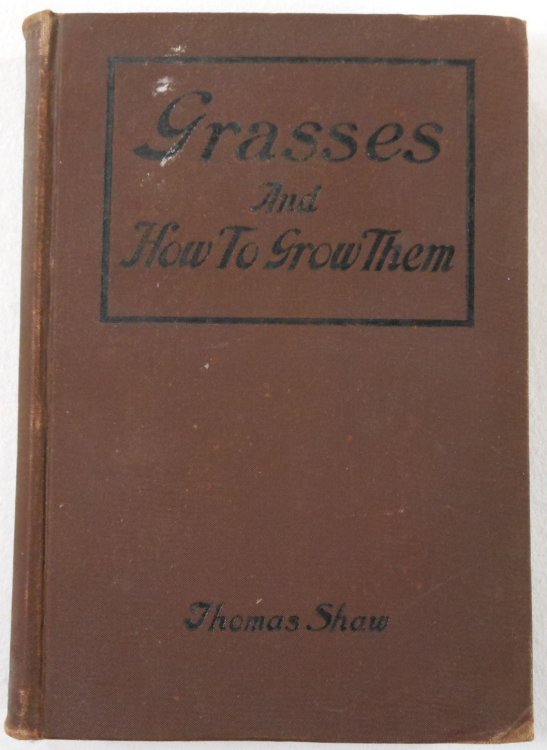 Grasses
And
How To Grow Them
Thomas Shaw